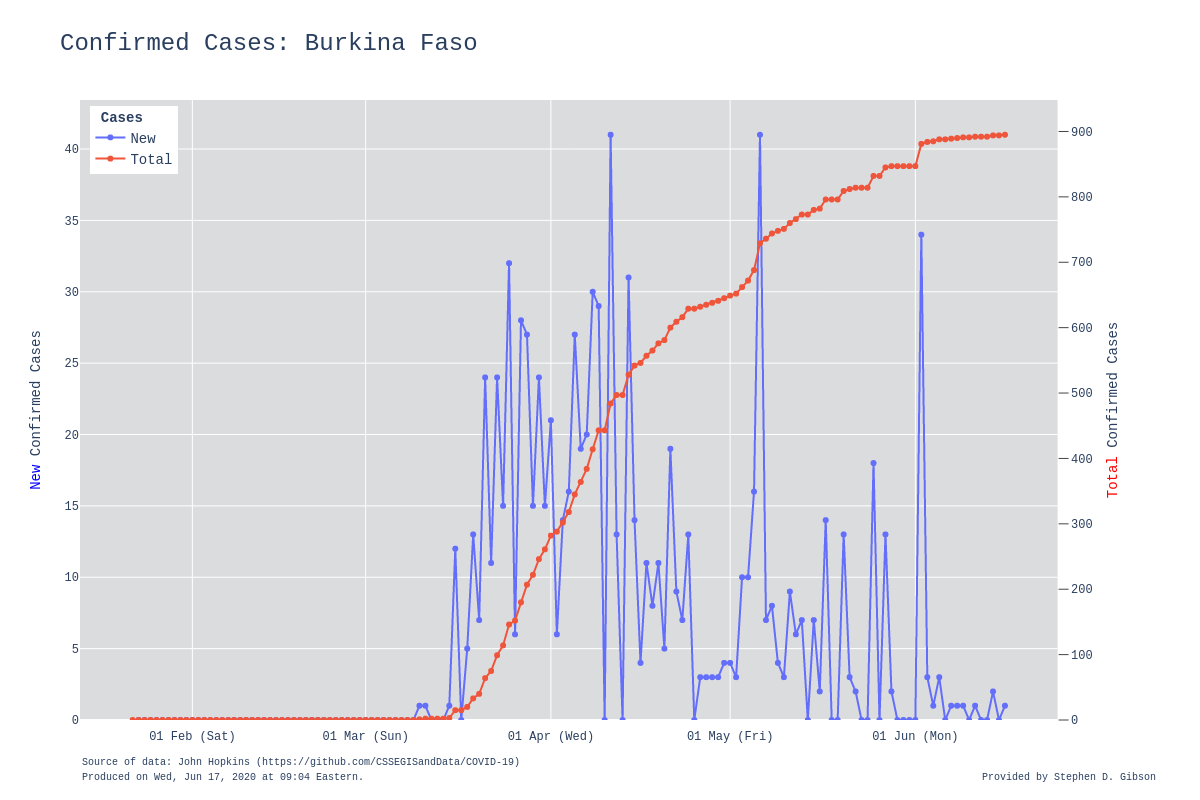 Confirmed Cases: Burkina Faso
Cases
New
Total
40
35
30
25
20
15
10
5
0
900
800
700
600
500
400
300
200
100
0
New Confirmed Cases
Total Confirmed Cases
01 Feb (Sat)
01 Mar (Sun)
01 Apr (Wed)
01 May (Fri)
01 Jun (Mon)
Source of data: John Hopkins (https://github.com/CSSEGISandData/COVID-19)
Produced on Wed, Jun 17, 2020 at 09:04 Eastern.
Provided by Stephen D. Gibson